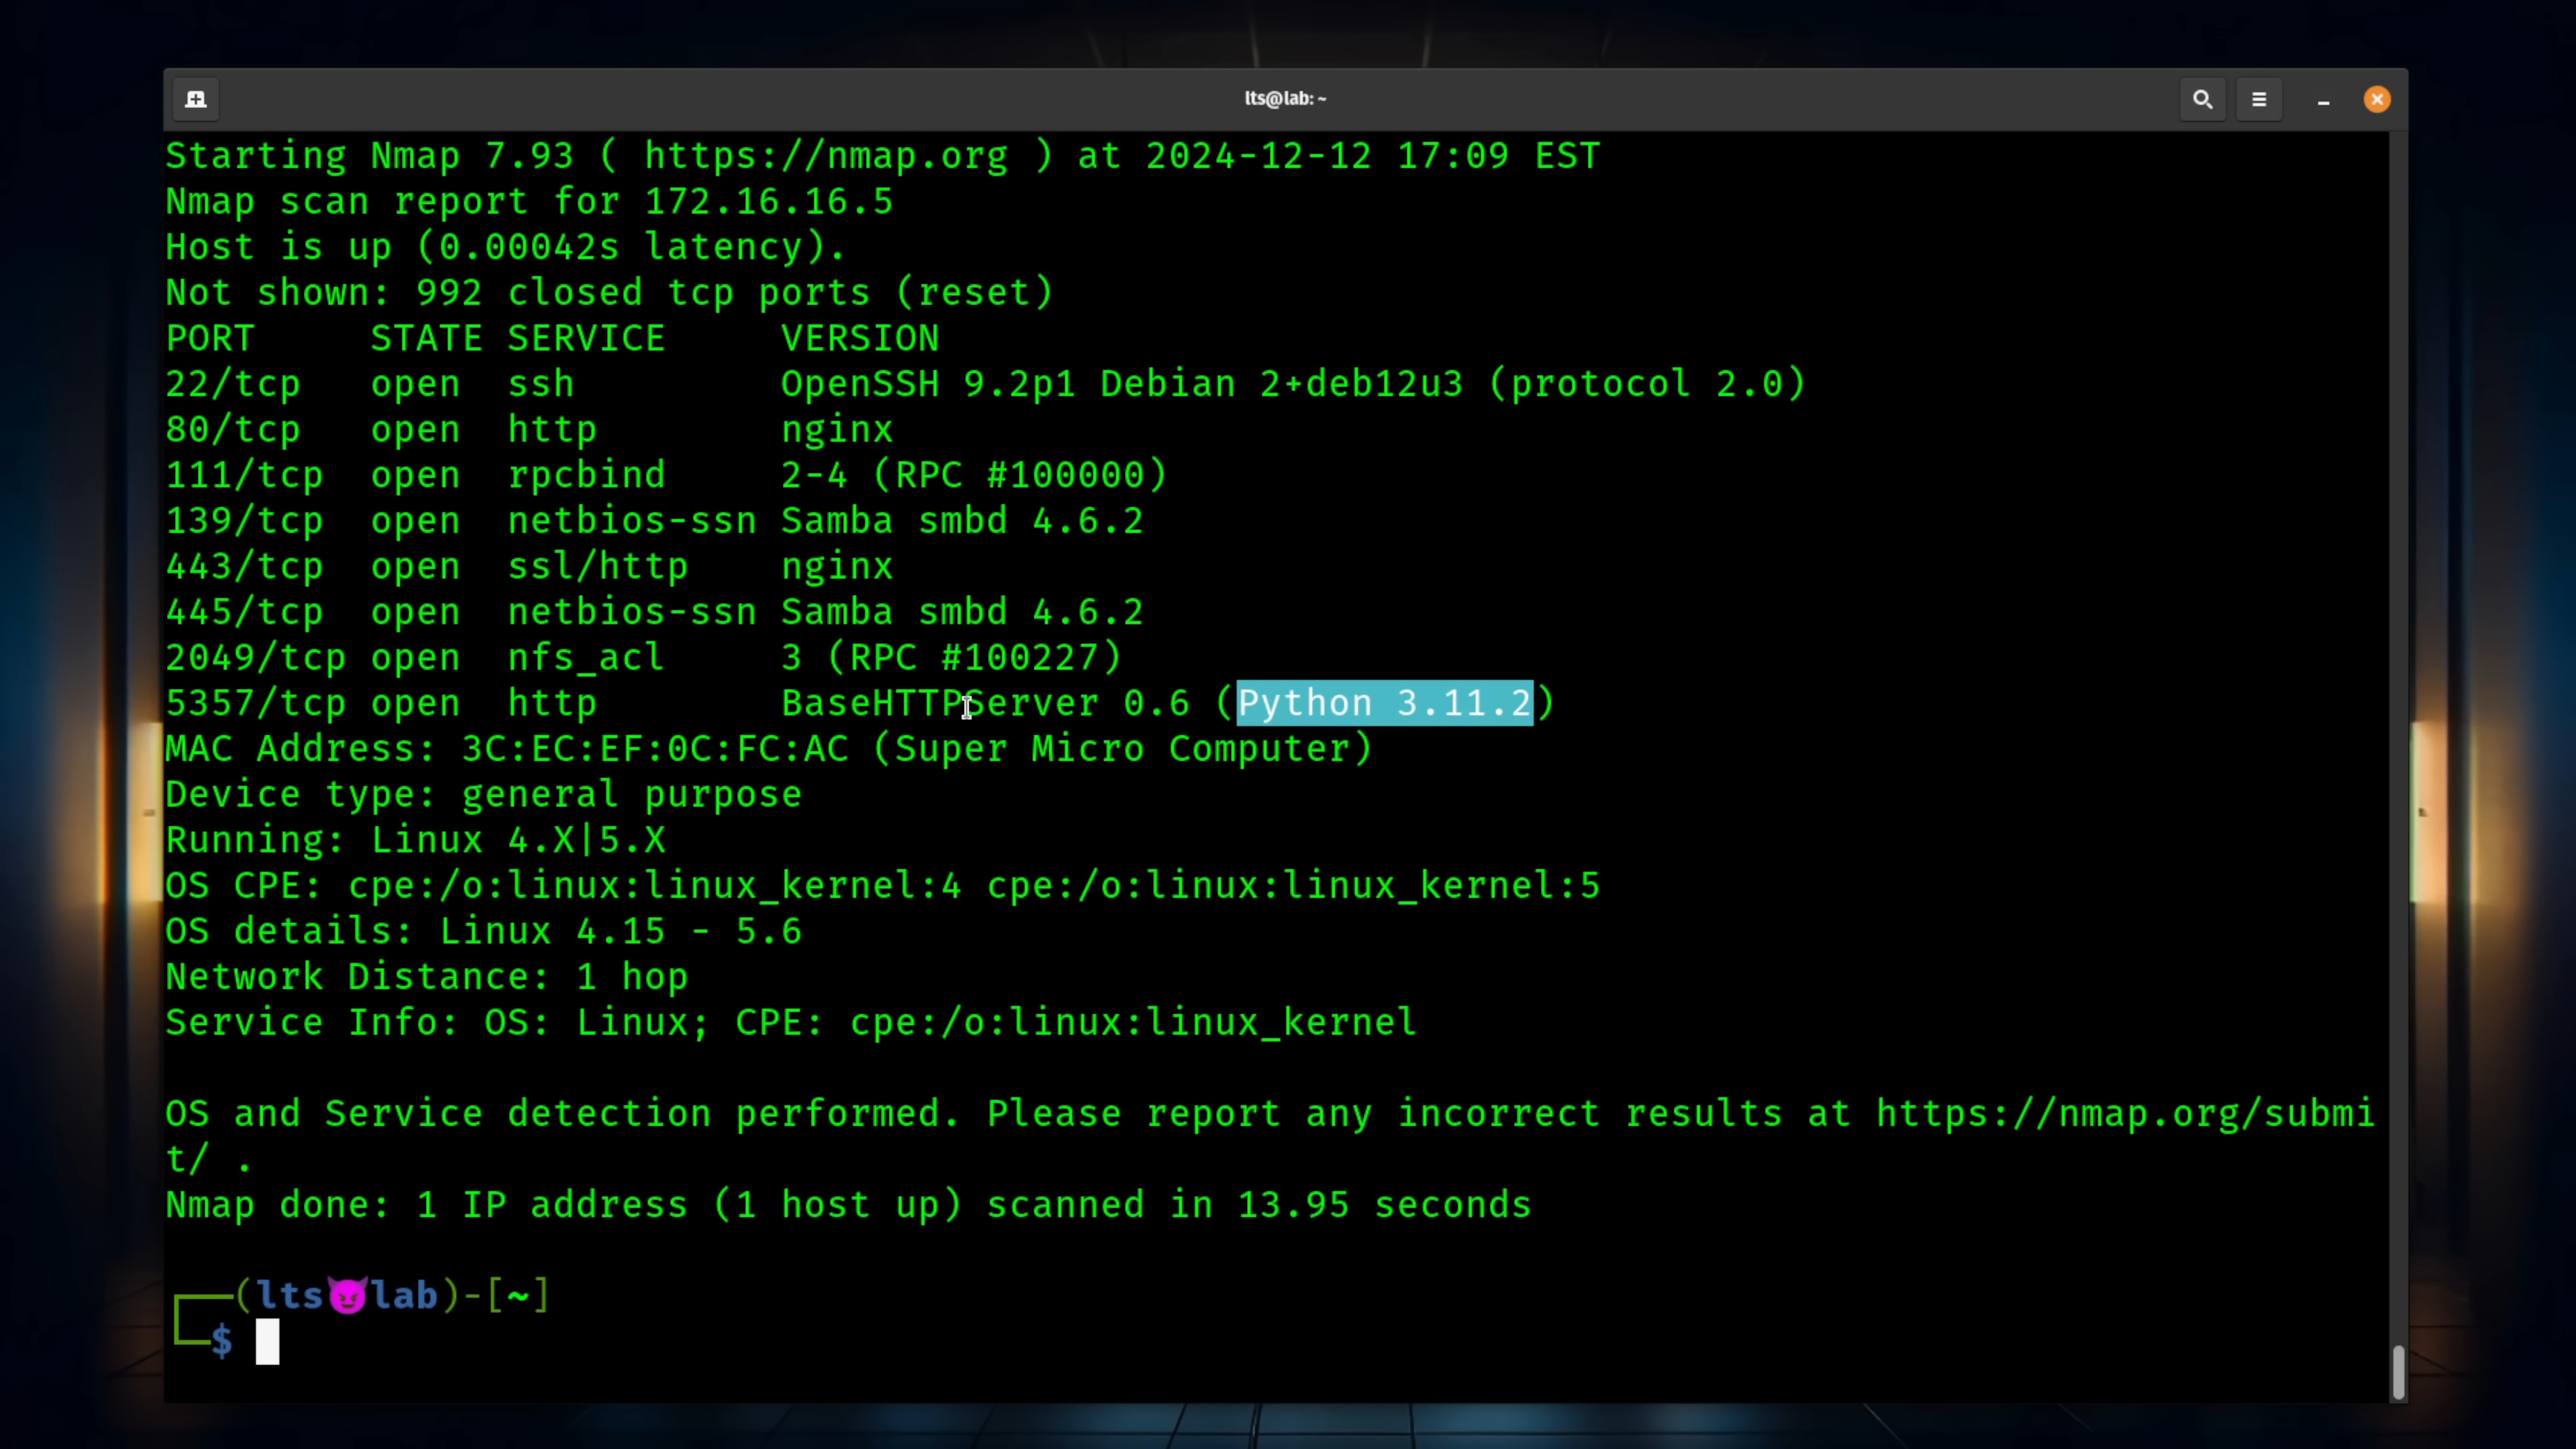 lts@lab: ~
Starting Nmap 7.93 ( https://nmap.org ) at 2024-12-12 17:09 EST
Nmap scan report for 172.16.16.5
Host is up (0.00042s latency).
Not shown: 992 closed tcp ports (reset)
PORT     STATE SERVICE     VERSION
22/tcp   open  ssh         OpenSSH 9.2p1 Debian 2+deb12u3 (protocol 2.0)
80/tcp   open  http        nginx
111/tcp  open  rpcbind     2-4 (RPC #100000)
139/tcp  open  netbios-ssn Samba smbd 4.6.2
443/tcp  open  ssl/http    nginx
445/tcp  open  netbios-ssn Samba smbd 4.6.2
2049/tcp open  nfs_acl     3 (RPC #100227)
5357/tcp open  http        BaseHTTPServer 0.6 (Python 3.11.2)
MAC Address: 3C:EC:EF:0C:FC:AC (Super Micro Computer)
Device type: general purpose
Running: Linux 4.X|5.X
OS CPE: cpe:/o:linux:linux_kernel:4 cpe:/o:linux:linux_kernel:5
OS details: Linux 4.15 - 5.6
Network Distance: 1 hop
Service Info: OS: Linux; CPE: cpe:/o:linux:linux_kernel
OS and Service detection performed. Please report any incorrect results at https://nmap.org/submi
t/ .
Nmap done: 1 IP address (1 host up) scanned in 13.95 seconds
┌──(lts😈lab)-[~]
└─$